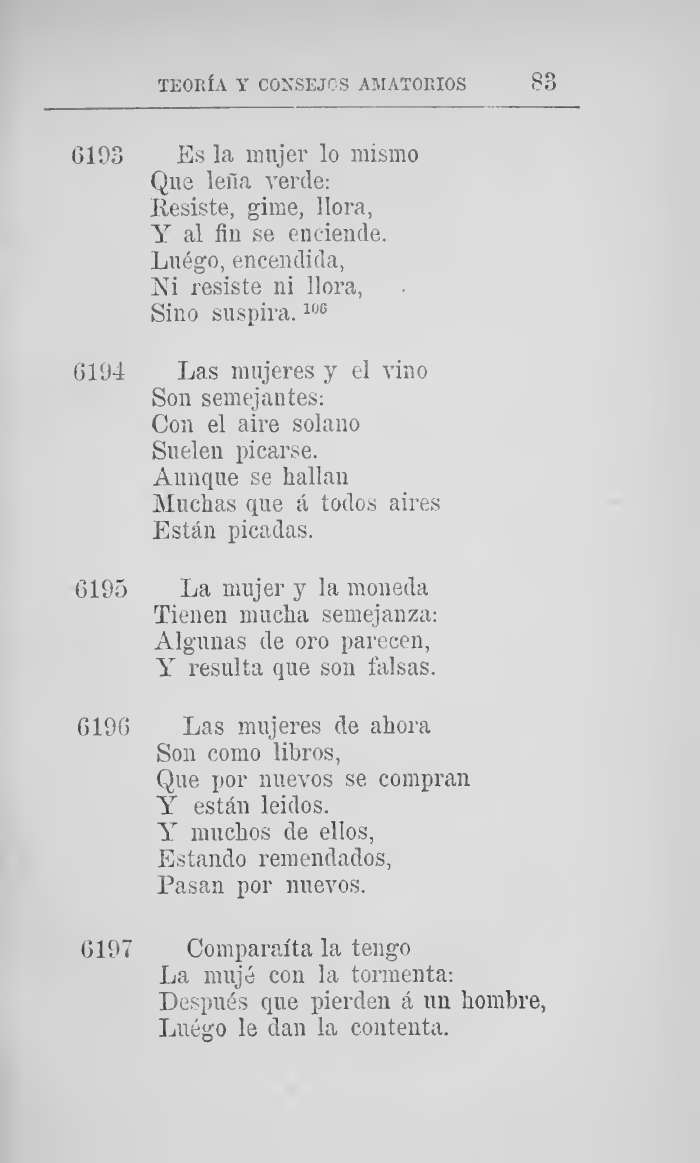 TEORÍA Y CONSEJOS AMATORIOS 83
6193 Es la mujer lo mismo
Que leña verde:
Resiste, gime, llora,
Y al fin se enciende.
Luégo, encendida,
Ni resiste ni llora,
Sino suspira. 106
6194 Las mujeres y el vino
Son semejantes:
Con el aire solano
Suelen picarse.
Aunque se hallan
Muchas que á todos aires
Están picadas.
6195 La mujer y la moneda
Tienen mucha semejanza:
Algunas de oro parecen,
Y resulta que son falsas.
6196 Las mujeres de ahora
Son como libros,
Que por nuevos se compran
Y están leidos.
Y muchos de ellos,
Estando remendados,
Pasan por nuevos.
6197 Comparaíta la tengo
La mujé con la tormenta:
Después que pierden á un hombre,
Luégo le dan la contenta.